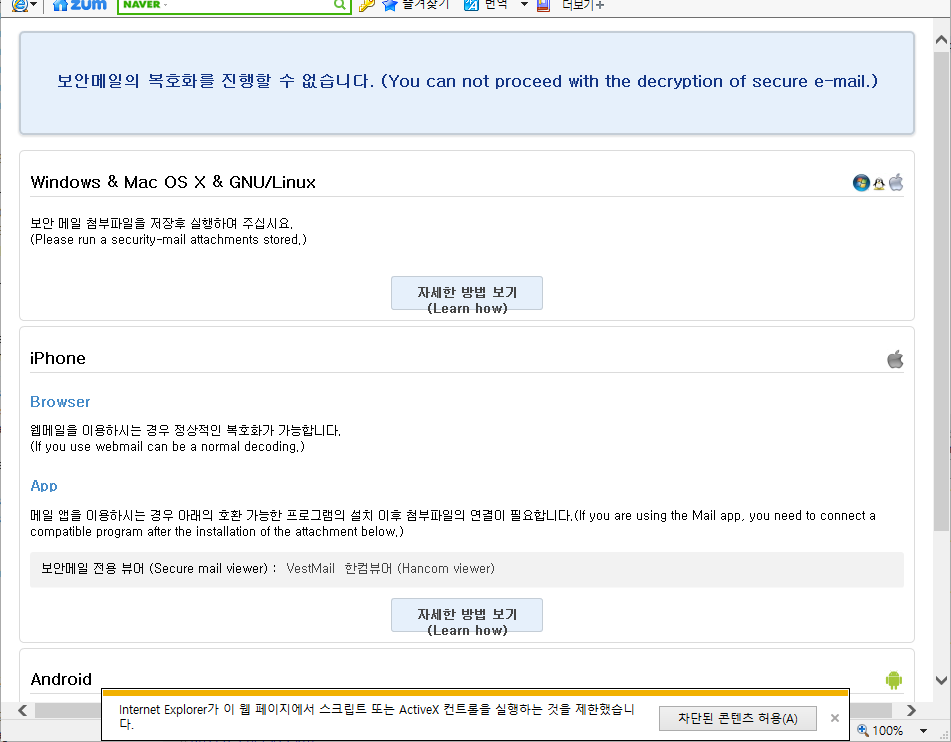 zum NAVER 즐겨찾기 번역 더보기+
보안메일의 복호화를 진행할 수 없습니다. (You can not proceed with the decryption of secure e-mail.)
Windows & Mac OS X & GNU/Linux
보안 메일 첨부파일을 저장후 실행하여 주십시요.
(Please run a security-mail attachments stored.)
자세한 방법 보기
(Learn how)
iPhone
Browser
웹메일을 이용하시는 경우 정상적인 복호화가 가능합니다.
(If you use webmail can be a normal decoding.)
App
메일 앱을 이용하시는 경우 아래의 호환 가능한 프로그램의 설치 이후 첨부파일의 연결이 필요합니다.(If you are using the Mail app, you need to connect a
compatible program after the installation of the attachment below.)
보안메일 전용 뷰어 (Secure mail viewer) : VestMail 한컴뷰어 (Hancom viewer)
자세한 방법 보기
(Learn how)
Android
Internet Explorer가 이 웹 페이지에서 스크립트 또는 ActiveX 컨트롤을 실행하는 것을 제한했습니
다.
차단된 콘텐츠 허용(A)
100%